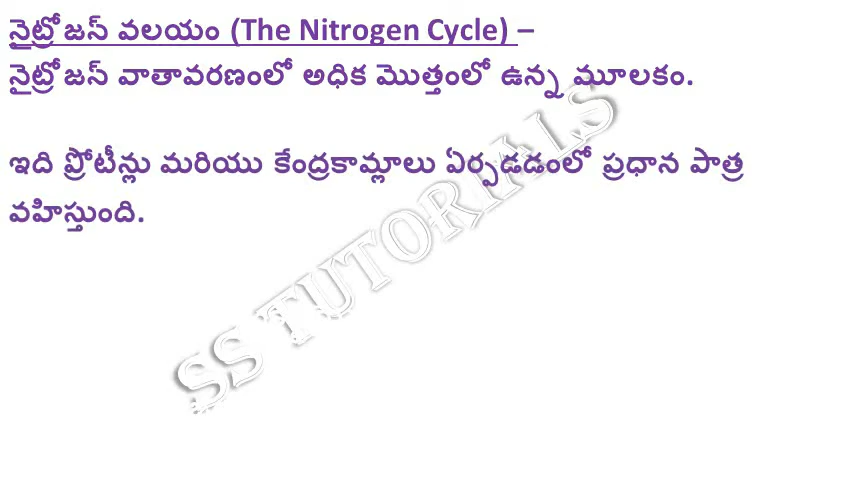 నైట్రోజన్ వలయం (The Nitrogen Cycle) –
నైట్రోజన్ వాతావరణంలో అధిక మొత్తంలో ఉన్న మూలకం.
ఇది ప్రోటీన్లు మరియు కేంద్రకామ్లాలు ఏర్పడడంలో ప్రధాన పాత్ర
వహిస్తుంది.
SS TUTORIALS